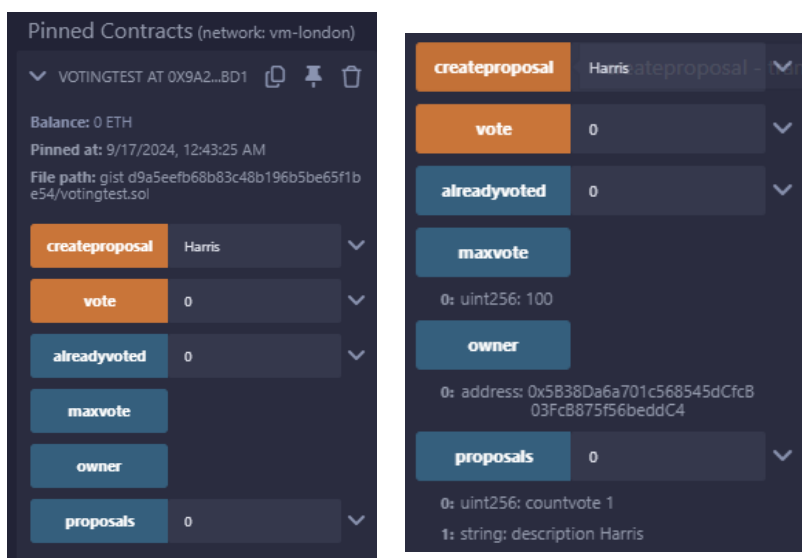 Pinned Contracts (network: vm-london)
VOTINGTEST AT 0X9A2...BD1
Balance: 0 ETH
Pinned at: 9/17/2024, 12:43:25 AM
File path: gist d9a5eefb68b83c48b196b5be65f1b
e54/votingtest.sol
createproposal Harris
vote 0
alreadyvoted 0
maxvote
owner
proposals 0
createproposal Harris eateproposal - tran
vote 0
alreadyvoted 0
maxvote
0: uint256: 100
owner
0: address: 0x5B38Da6a701c568545dCfcB
03FcB875f56beddC4
proposals 0
0: uint256: countvote 1
1: string: description Harris